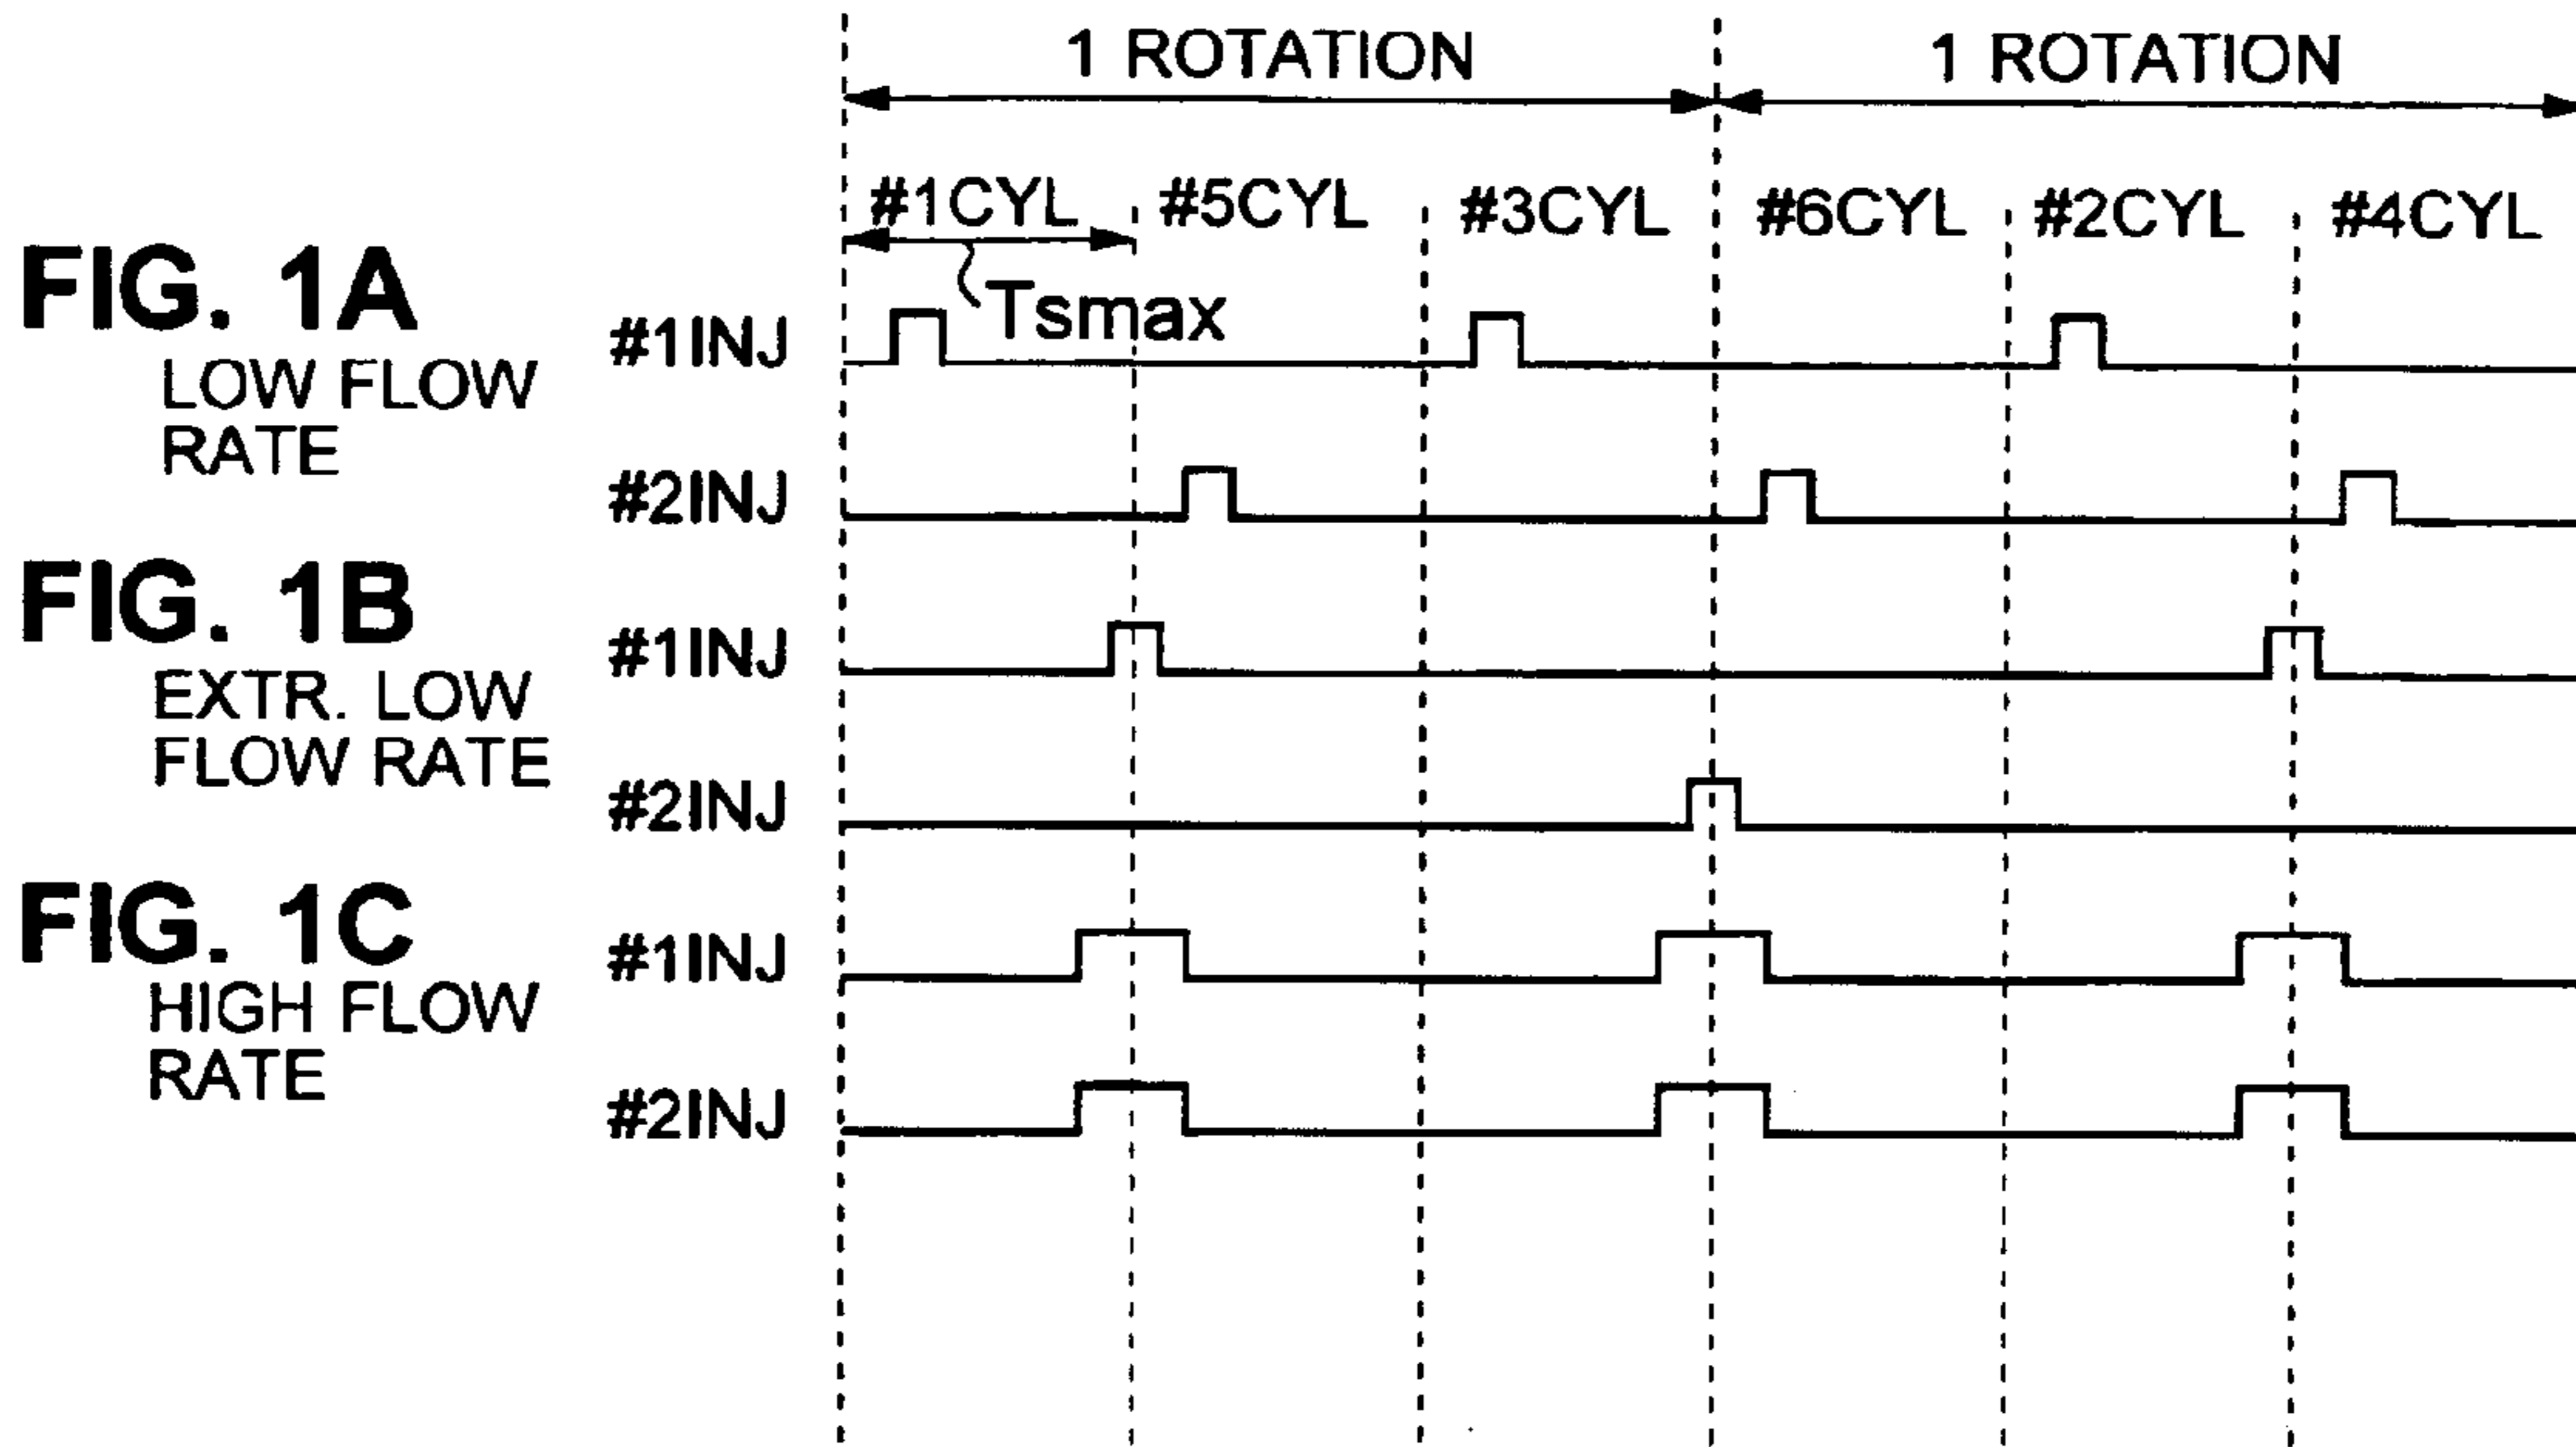 1 ROTATION 1 ROTATION
#1CYL #5CYL #3CYL #6CYL #2CYL #4CYL
Tsmax
FIG. 1A
LOW FLOW
RATE
#1INJ
#2INJ
FIG. 1B
EXTR. LOW
FLOW RATE
#1INJ
#2INJ
FIG. 1C
HIGH FLOW
RATE
#1INJ
#2INJ